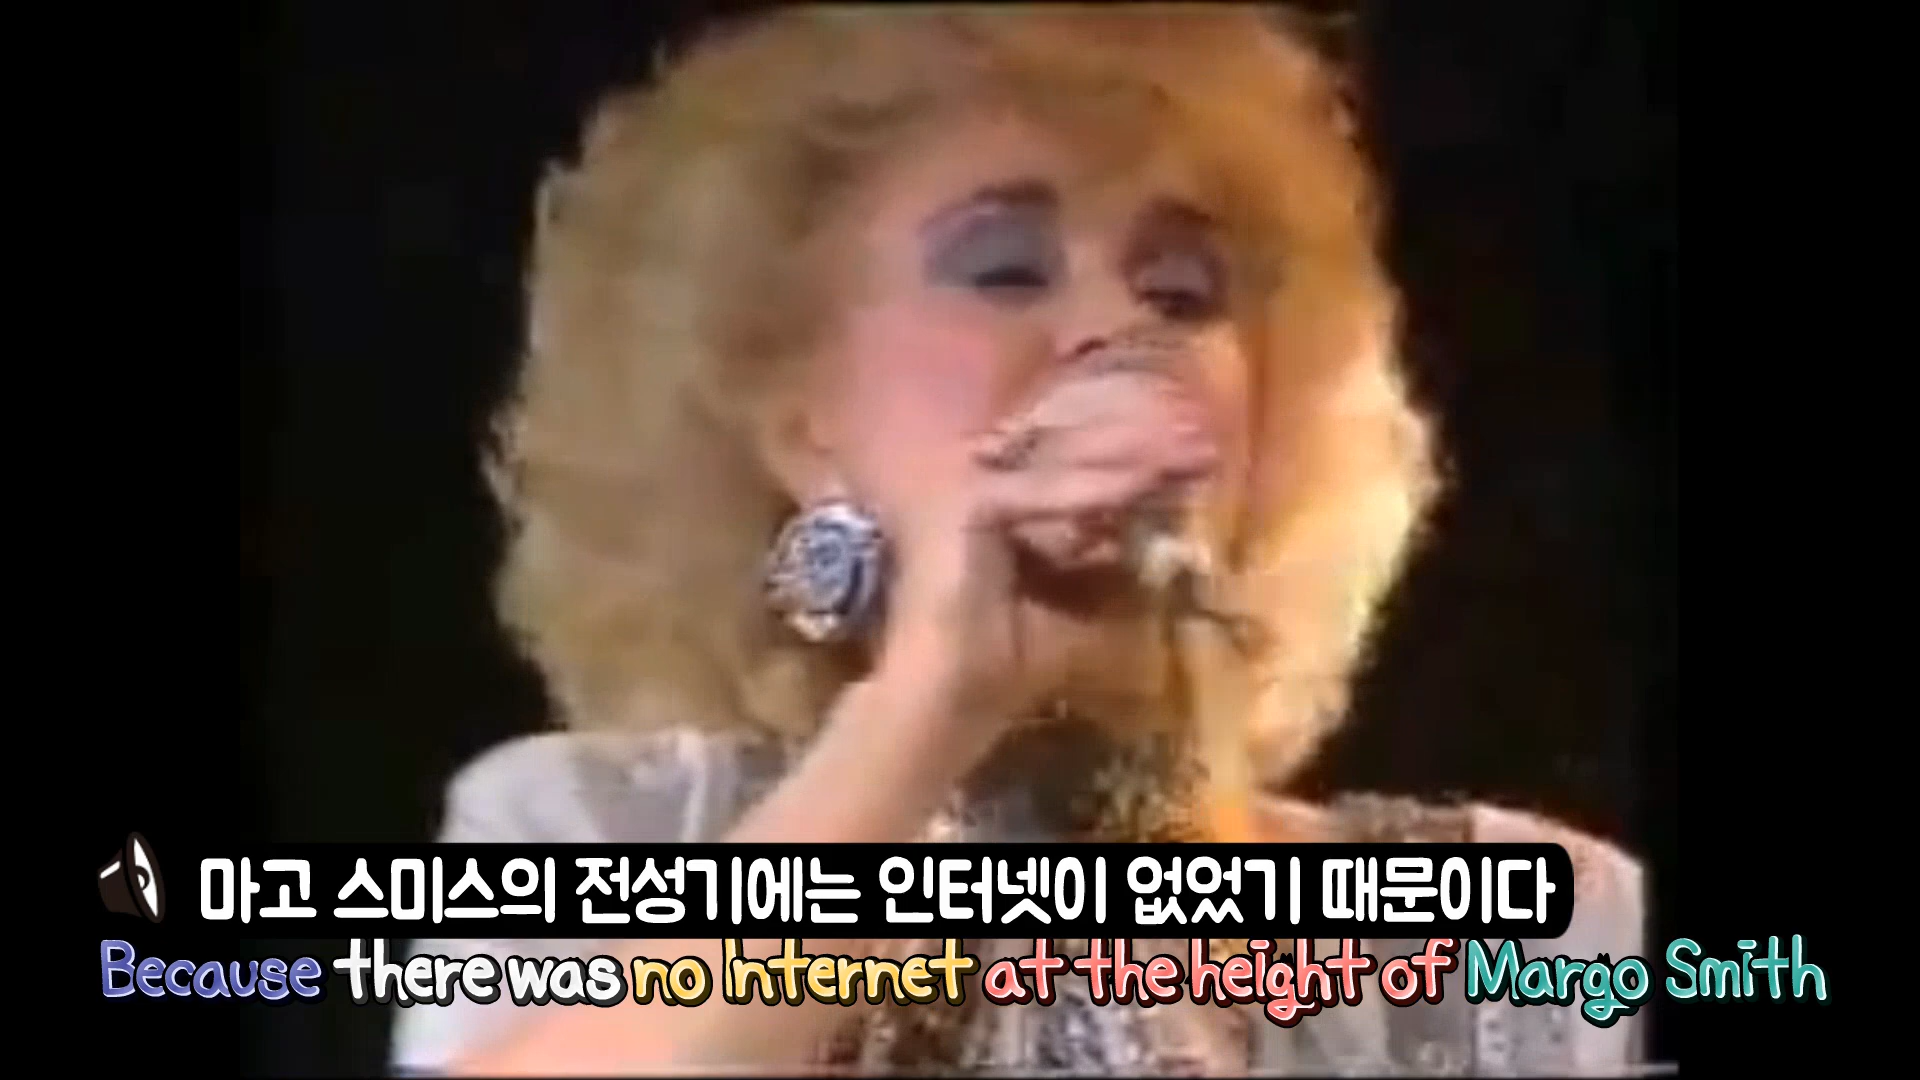 마고 스미스의 전성기에는 인터넷이 없었기 때문이다
Because there was no Internet at the height of Margo Smith